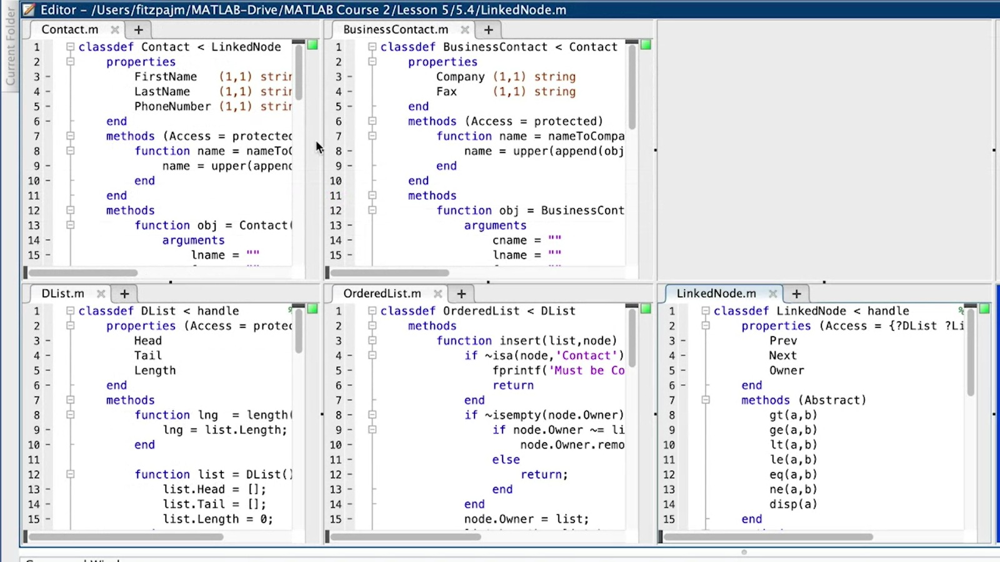 Editor – /Users/fitzpajm/MATLAB-Drive/MATLAB Course 2/Lesson 5/5.4/LinkedNode.m
Current Folder
Contact.m
1 classdef Contact < LinkedNode
2 properties
3 FirstName (1,1) strin
4 LastName (1,1) strin
5 PhoneNumber (1,1) strin
6 end
7 methods (Access = protected
8 function name = nameToC
9 name = upper(append
10 end
11 end
12 methods
13 function obj = Contact(
14 arguments
15 lname = ""
BusinessContact.m
1 classdef BusinessContact < Contact
2 properties
3 Company (1,1) string
4 Fax (1,1) string
5 end
6 methods (Access = protected)
7 function name = nameToCompa
8 name = upper(append(obj
9 end
10 end
11 methods
12 function obj = BusinessCont
13 arguments
14 cname = ""
15 lname = ""
DList.m
1 classdef DList < handle %
2 properties (Access = protec
3 Head
4 Tail
5 Length
6 end
7 methods
8 function lng = length(
9 lng = list.Length;
10 end
11
12 function list = DList()
13 list.Head = [];
14 list.Tail = [];
15 list.Length = 0;
OrderedList.m
1 classdef OrderedList < DList
2 methods
3 function insert(list,node)
4 if ~isa(node,'Contact')
5 fprintf('Must be Co
6 return
7 end
8 if ~isempty(node.Owner)
9 if node.Owner ~= li
10 node.Owner.remo
11 else
12 return;
13 end
14 end
15 node.Owner = list;
LinkedNode.m
1 classdef LinkedNode < handle %
2 properties (Access = {?DList ?Li
3 Prev
4 Next
5 Owner
6 end
7 methods (Abstract)
8 gt(a,b)
9 ge(a,b)
10 lt(a,b)
11 le(a,b)
12 eq(a,b)
13 ne(a,b)
14 disp(a)
15 end